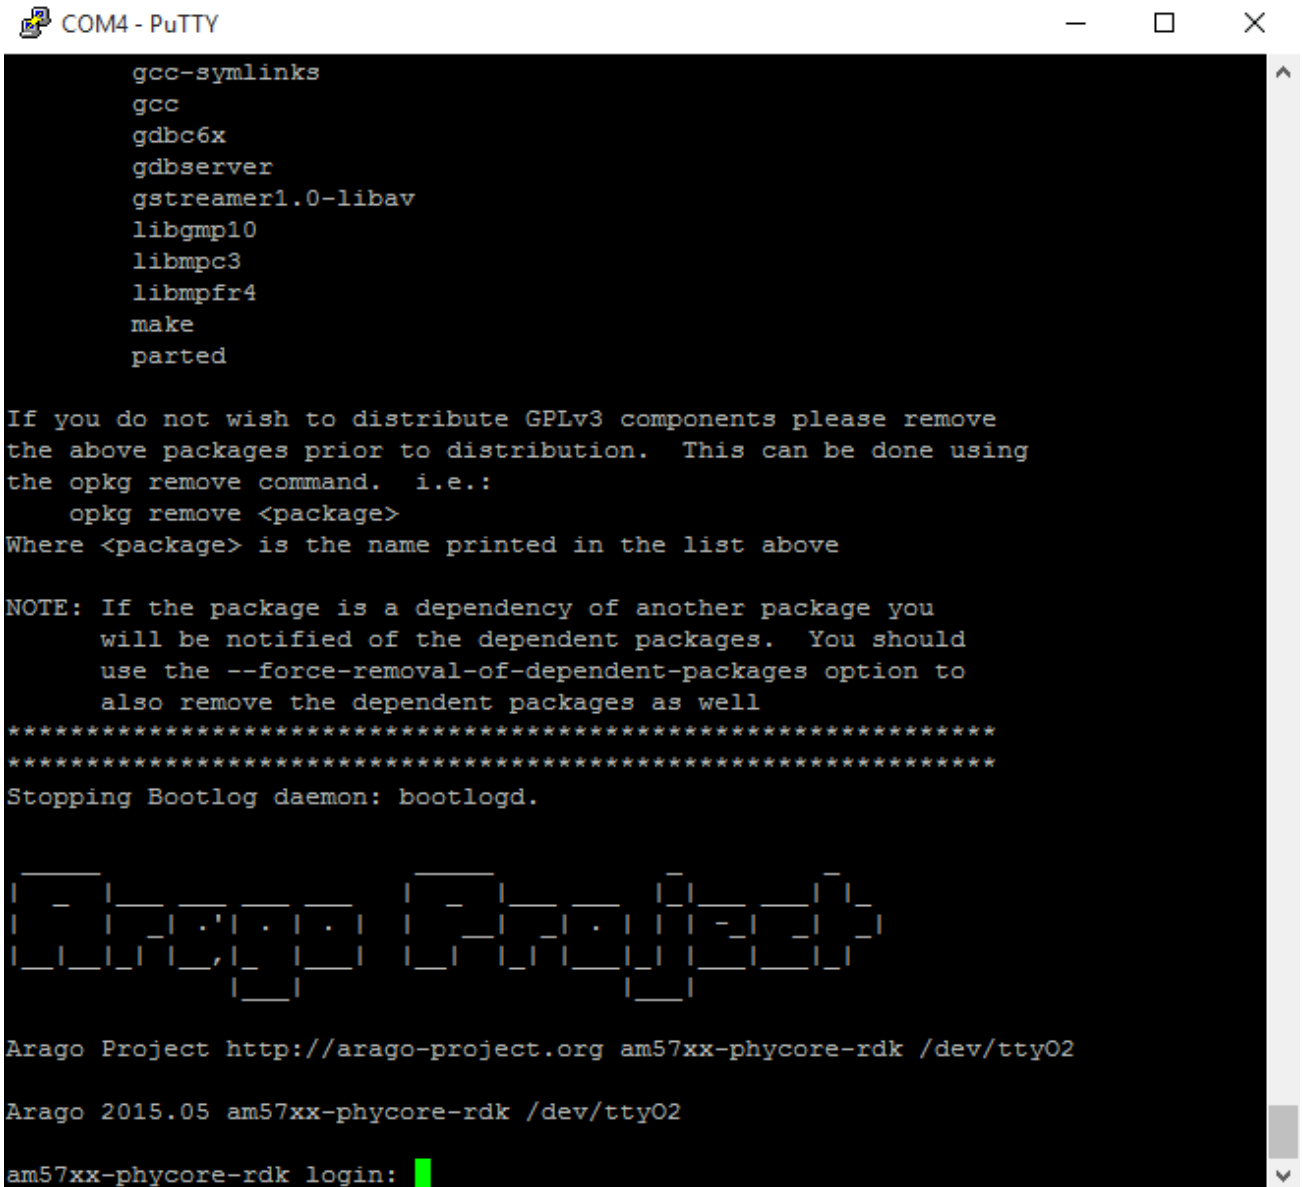 COM4 - PuTTY
gcc-symlinks
gcc
gdbc6x
gdbserver
gstreamer1.0-libav
libgmp10
libmpc3
libmpfr4
make
parted
If you do not wish to distribute GPLv3 components please remove
the above packages prior to distribution.  This can be done using
the opkg remove command.  i.e.:
opkg remove <package>
Where <package> is the name printed in the list above
NOTE: If the package is a dependency of another package you
will be notified of the dependent packages.  You should
use the --force-removal-of-dependent-packages option to
also remove the dependent packages as well
***************************************************************
***************************************************************
Stopping Bootlog daemon: bootlogd.
Arago Project
Arago Project http://arago-project.org am57xx-phycore-rdk /dev/ttyO2
Arago 2015.05 am57xx-phycore-rdk /dev/ttyO2
am57xx-phycore-rdk login: